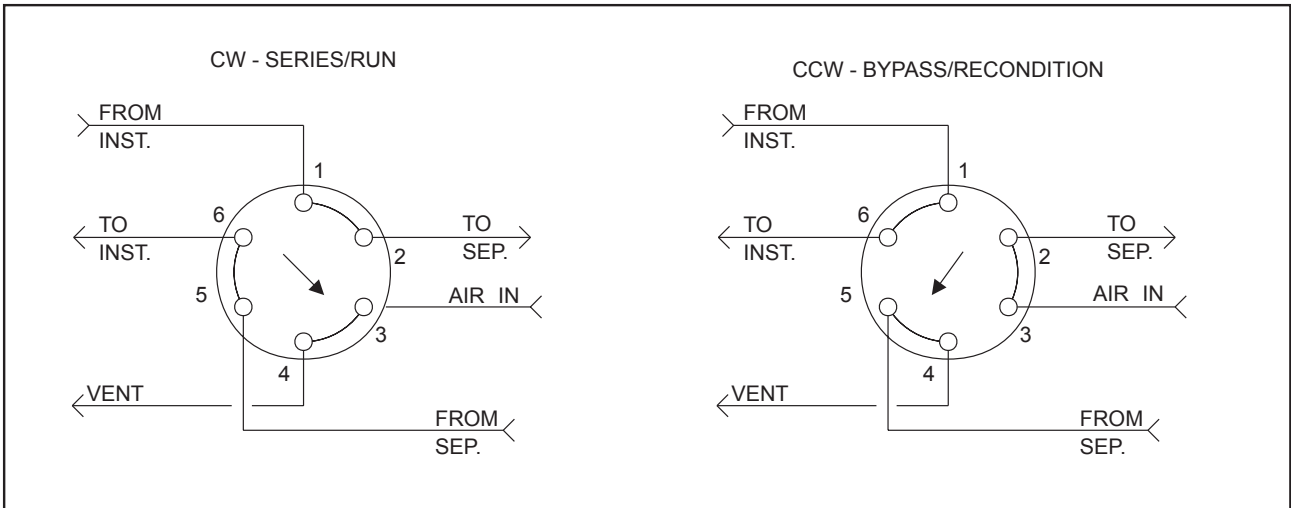 CW - SERIES/RUN
FROM
INST.
1
6
TO
INST.
TO
SEP.
2
5
AIR IN
3
4
VENT
FROM
SEP.
CCW - BYPASS/RECONDITION
FROM
INST.
1
6
TO
INST.
TO
SEP.
2
5
AIR IN
3
4
VENT
FROM
SEP.